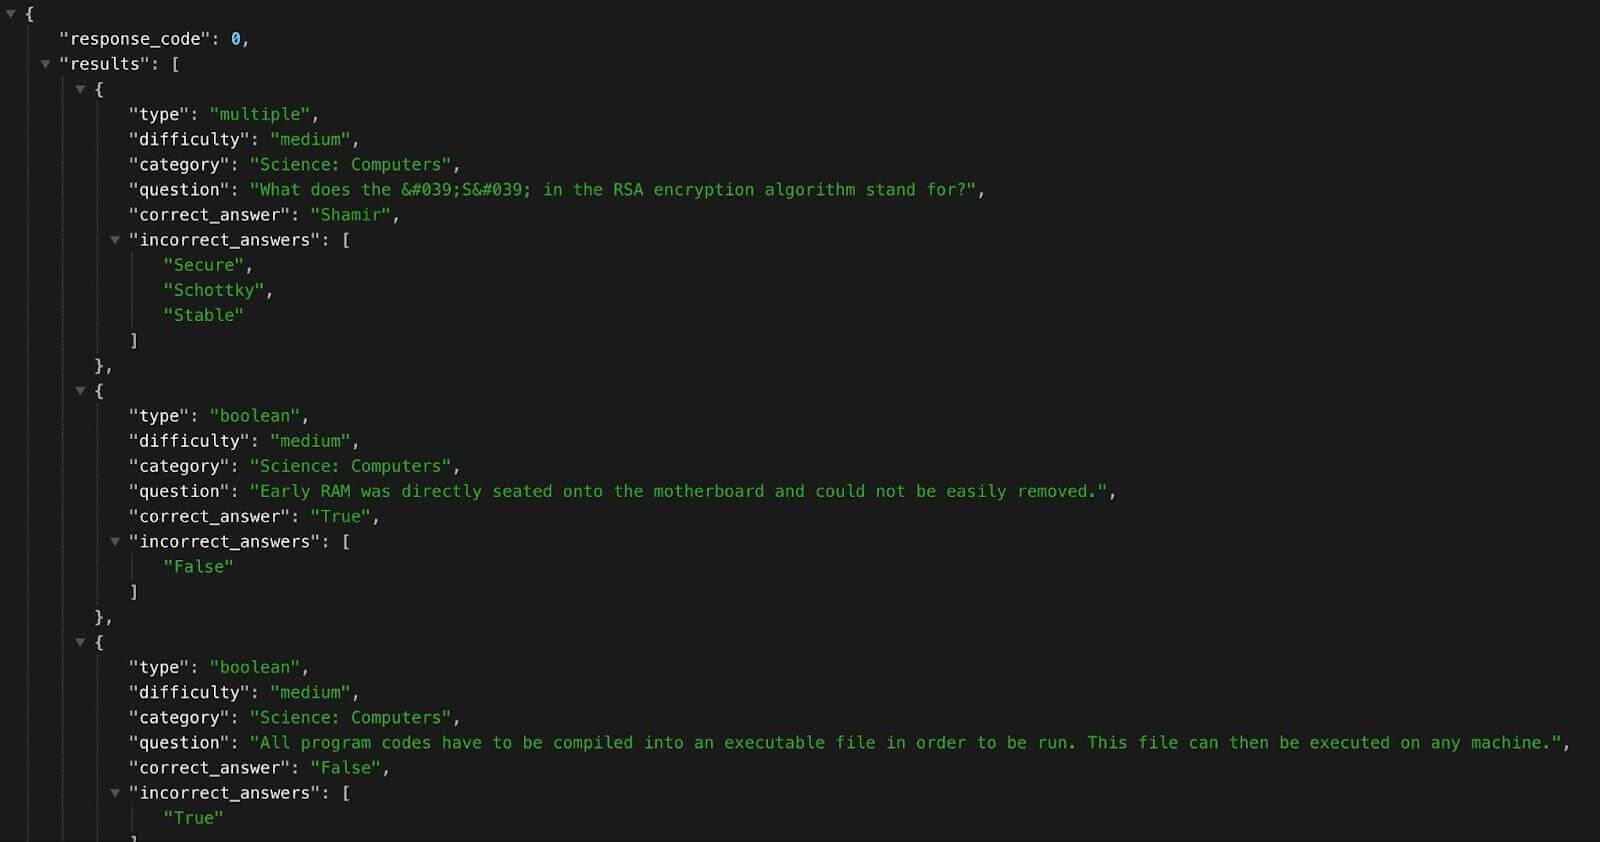 {
"response_code": 0,
"results": [
{
"type": "multiple",
"difficulty": "medium",
"category": "Science: Computers",
"question": "What does the &#039;S&#039; in the RSA encryption algorithm stand for?",
"correct_answer": "Shamir",
"incorrect_answers": [
"Secure",
"Schottky",
"Stable"
]
},
{
"type": "boolean",
"difficulty": "medium",
"category": "Science: Computers",
"question": "Early RAM was directly seated onto the motherboard and could not be easily removed.",
"correct_answer": "True",
"incorrect_answers": [
"False"
]
},
{
"type": "boolean",
"difficulty": "medium",
"category": "Science: Computers",
"question": "All program codes have to be compiled into an executable file in order to be run. This file can then be executed on any machine.",
"correct_answer": "False",
"incorrect_answers": [
"True"
]